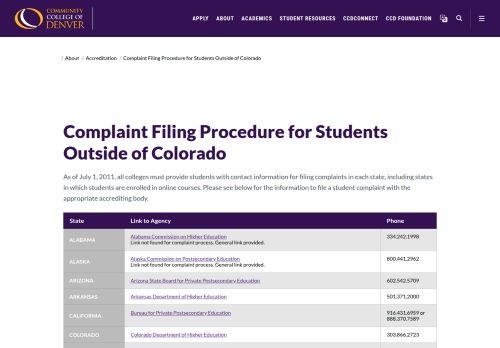 COMMUNITY
COLLEGE OF
DENVER
APPLY ABOUT ACADEMICS STUDENT RESOURCES CCDCONNECT CCD FOUNDATION
/ About / Accreditation / Complaint Filing Procedure for Students Outside of Colorado
Complaint Filing Procedure for Students
Outside of Colorado
As of July 1, 2011, all colleges must provide students with contact information for filing complaints in each state, including states
in which students are enrolled in online courses. Please see below for the information to file a student complaint with the
appropriate accrediting body.
State Link to Agency Phone
ALABAMA Alabama Commission on Higher Education 334.242.1998
Link not found for complaint process. General link provided.
ALASKA Alaska Commission on Postsecondary Education 800.441.2962
Link not found for complaint process. General link provided.
ARIZONA Arizona State Board for Private Postsecondary Education 602.542.5709
ARKANSAS Arkansas Department of Higher Education 501.371.2000
CALIFORNIA Bureau for Private Postsecondary Education 916.431.6959 or
888.370.7589
COLORADO Colorado Department of Higher Education 303.866.2723